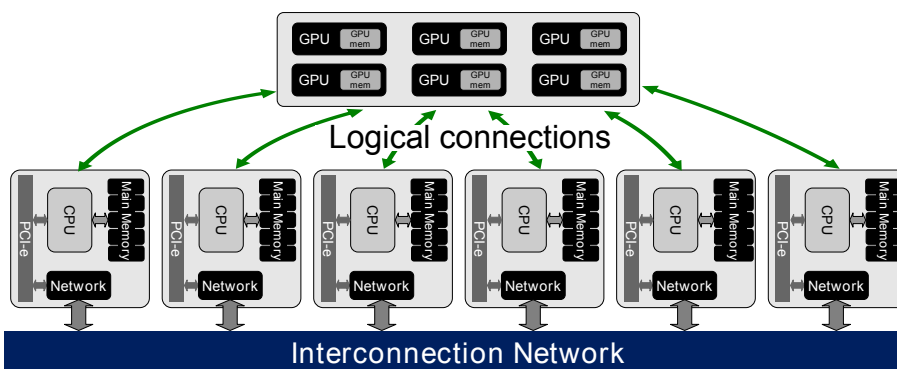 GPU GPU mem GPU GPU mem GPU GPU mem
GPU GPU mem GPU GPU mem GPU GPU mem
Logical connections
PCI-e CPU Main Memory Network
PCI-e CPU Main Memory Network
PCI-e CPU Main Memory Network
PCI-e CPU Main Memory Network
PCI-e CPU Main Memory Network
PCI-e CPU Main Memory Network
Interconnection Network